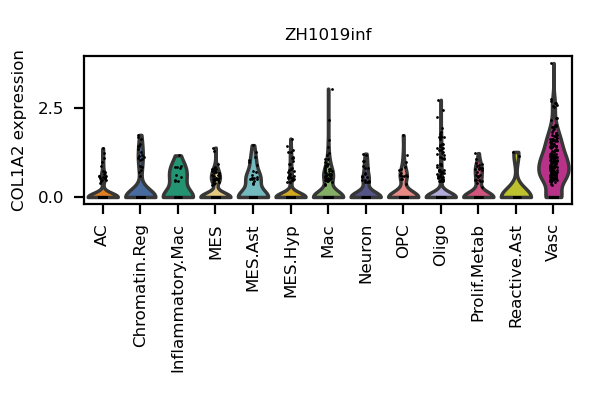 ZH1019inf
COL1A2 expression
2.5
0.0
AC
Chromatin.Reg
Inflammatory.Mac
MES
MES.Ast
MES.Hyp
Mac
Neuron
OPC
Oligo
Prolif.Metab
Reactive.Ast
Vasc